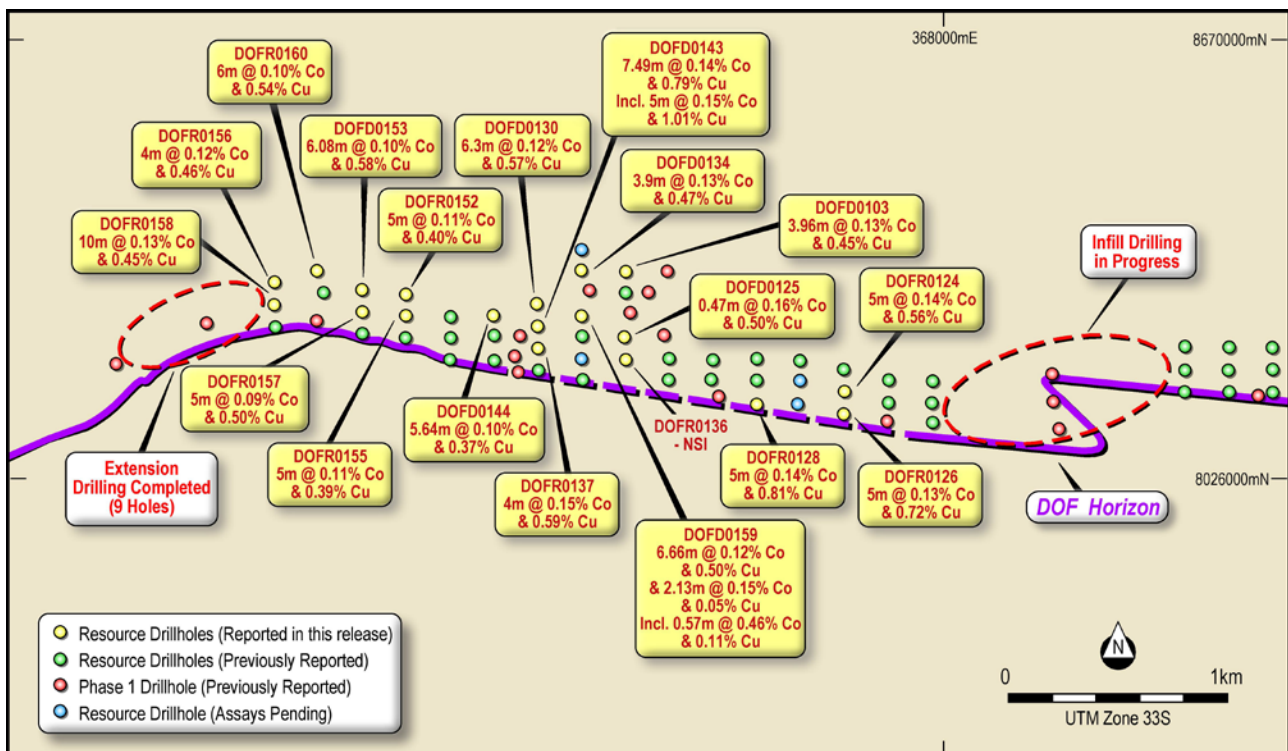 368000mE
8670000mN
DOFR0160
6m @ 0.10% Co
& 0.54% Cu
DOFD0143
7.49m @ 0.14% Co
& 0.79% Cu
Incl. 5m @ 0.15% Co
& 1.01% Cu
DOFR0156
4m @ 0.12% Co
& 0.46% Cu
DOFD0153
6.08m @ 0.10% Co
& 0.58% Cu
DOFD0130
6.3m @ 0.12% Co
& 0.57% Cu
DOFD0134
3.9m @ 0.13% Co
& 0.47% Cu
DOFR0152
5m @ 0.11% Co
& 0.40% Cu
DOFD0103
3.96m @ 0.13% Co
& 0.45% Cu
DOFR0158
10m @ 0.13% Co
& 0.45% Cu
Infill Drilling
in Progress
DOFD0125
0.47m @ 0.16% Co
& 0.50% Cu
DOFR0124
5m @ 0.14% Co
& 0.56% Cu
DOFR0157
5m @ 0.09% Co
& 0.50% Cu
DOFD0144
5.64m @ 0.10% Co
& 0.37% Cu
DOFR0136
- NSI
Extension
Drilling Completed
(9 Holes)
DOFR0155
5m @ 0.11% Co
& 0.39% Cu
DOFR0137
4m @ 0.15% Co
& 0.59% Cu
DOFR0128
5m @ 0.14% Co
& 0.81% Cu
DOFR0126
5m @ 0.13% Co
& 0.72% Cu
8026000mN
DOF Horizon
DOFD0159
6.66m @ 0.12% Co
& 0.50% Cu
& 2.13m @ 0.15% Co
& 0.05% Cu
Incl. 0.57m @ 0.46% Co
& 0.11% Cu
Resource Drillholes (Reported in this release)
Resource Drillholes (Previously Reported)
Phase 1 Drillhole (Previously Reported)
Resource Drillhole (Assays Pending)
N
0 1km
UTM Zone 33S